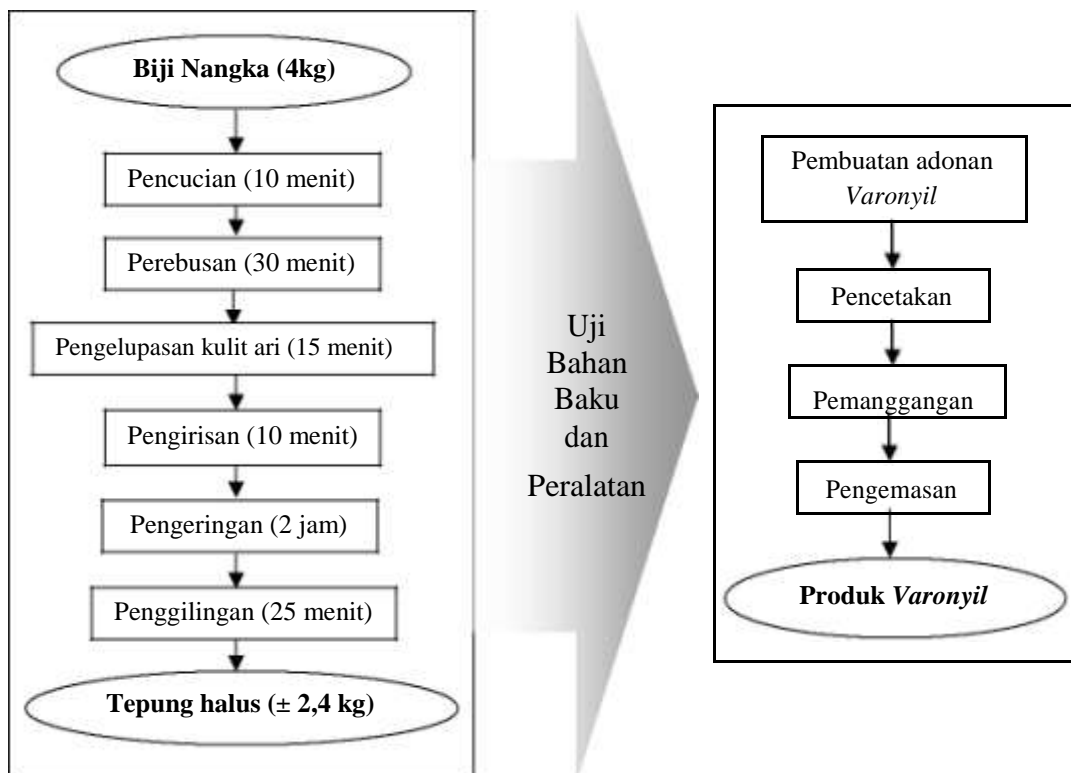 Biji Nangka (4kg)
Pencucian (10 menit)
Perebusan (30 menit)
Pengelupasan kulit ari (15 menit)
Pengirisan (10 menit)
Pengeringan (2 jam)
Penggilingan (25 menit)
Tepung halus (± 2,4 kg)
Uji
Bahan
Baku
dan
Peralatan
Pembuatan adonan
Varonyil
Pencetakan
Pemanggangan
Pengemasan
Produk Varonyil